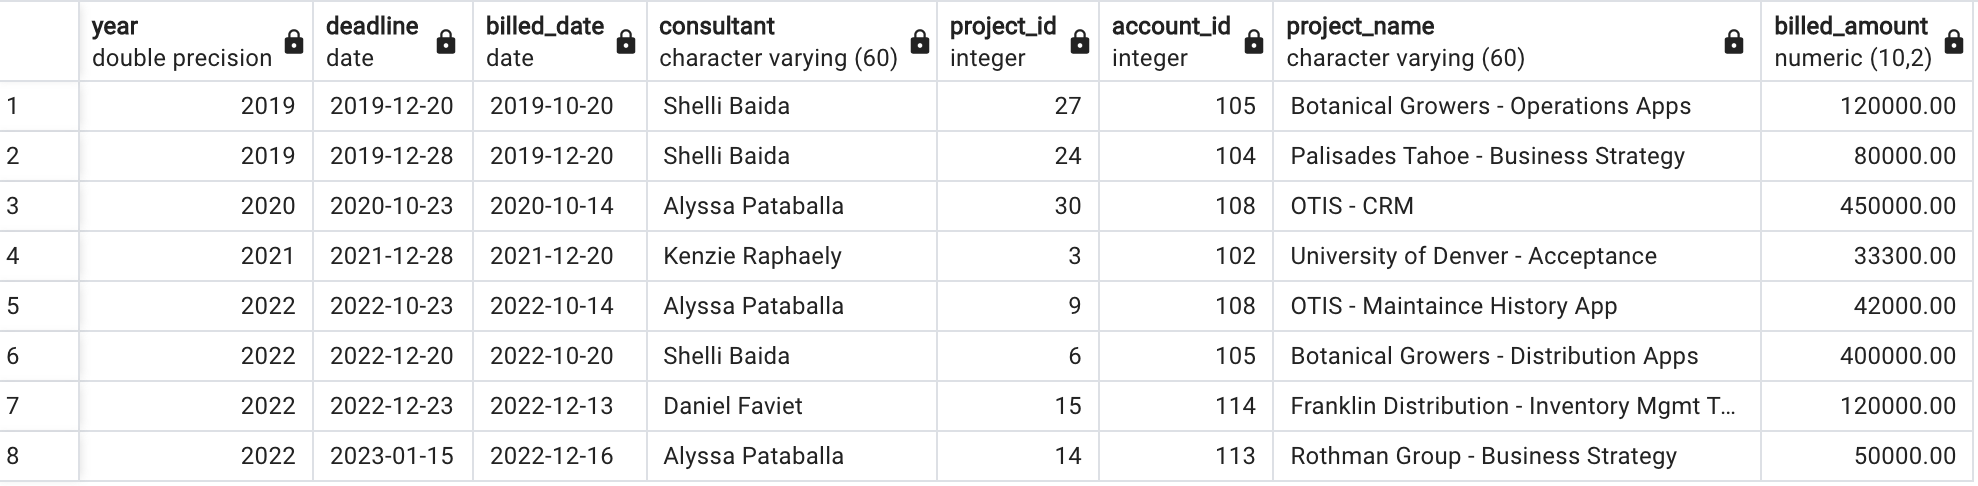 year deadline billed_date consultant project_id account_id project_name billed_amount
double precision date date character varying (60) integer integer character varying (60) numeric (10,2)
1 2019 2019-12-20 2019-10-20 Shelli Baida 27 105 Botanical Growers - Operations Apps 120000.00
2 2019 2019-12-28 2019-12-20 Shelli Baida 24 104 Palisades Tahoe - Business Strategy 80000.00
3 2020 2020-10-23 2020-10-14 Alyssa Pataballa 30 108 OTIS - CRM 450000.00
4 2021 2021-12-28 2021-12-20 Kenzie Raphaely 3 102 University of Denver - Acceptance 33300.00
5 2022 2022-10-23 2022-10-14 Alyssa Pataballa 9 108 OTIS - Maintaince History App 42000.00
6 2022 2022-12-20 2022-10-20 Shelli Baida 6 105 Botanical Growers - Distribution Apps 400000.00
7 2022 2022-12-23 2022-12-13 Daniel Faviet 15 114 Franklin Distribution - Inventory Mgmt T... 120000.00
8 2022 2023-01-15 2022-12-16 Alyssa Pataballa 14 113 Rothman Group - Business Strategy 50000.00